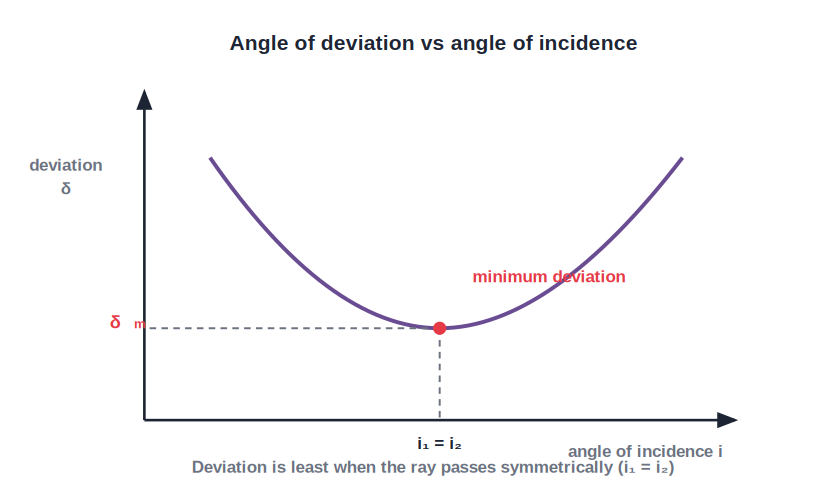 Angle of deviation vs angle of incidence
deviation
δ
minimum deviation
δ m
i₁ = i₂
angle of incidence i
Deviation is least when the ray passes symmetrically (i₁ = i₂)